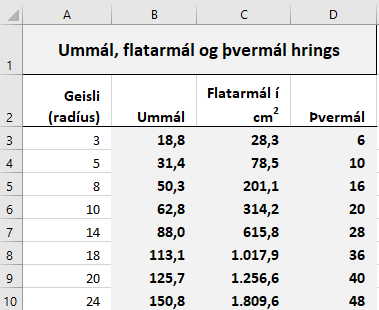 A B C D
1 Ummál, flatarmál og þvermál hrings
Geisli Flatarmál í
2 (radíus) Ummál cm² Þvermál
3 3 18,8 28,3 6
4 5 31,4 78,5 10
5 8 50,3 201,1 16
6 10 62,8 314,2 20
7 14 88,0 615,8 28
8 18 113,1 1.017,9 36
9 20 125,7 1.256,6 40
10 24 150,8 1.809,6 48